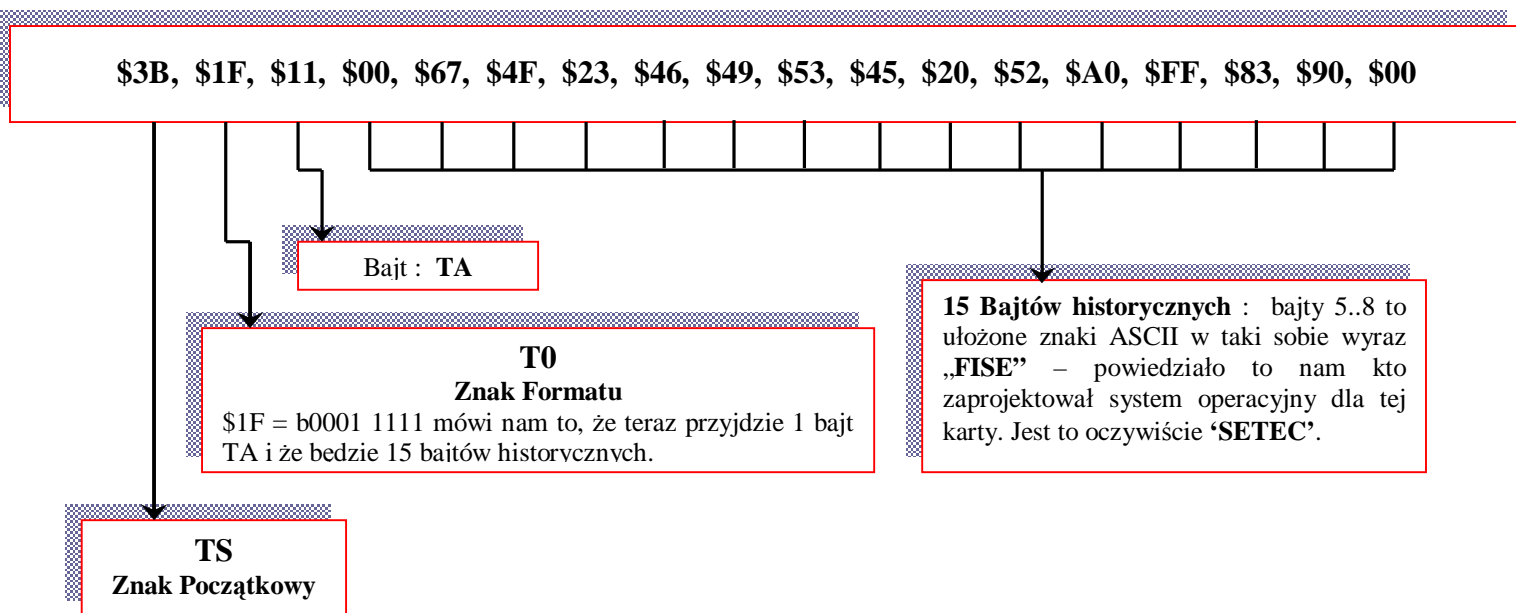 $3B, $1F, $11, $00, $67, $4F, $23, $46, $49, $53, $45, $20, $52, $A0, $FF, $83, $90, $00
Bajt : TA
15 Bajtów historycznych : bajty 5..8 to
ułożone znaki ASCII w taki sobie wyraz
„FISE” – powiedziało to nam kto
zaprojektował system operacyjny dla tej
karty. Jest to oczywiście ‘SETEC’.
T0
Znak Formatu
$1F = b0001 1111 mówi nam to, że teraz przyjdzie 1 bajt
TA i że będzie 15 bajtów historycznych.
TS
Znak Początkowy